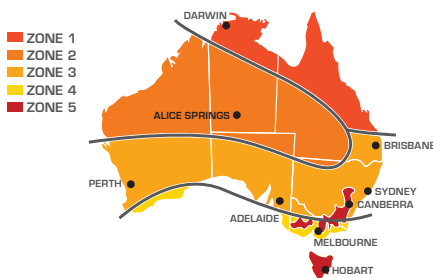 DARWIN
ZONE 1
ZONE 2
ZONE 3
ZONE 4
ZONE 5
ALICE SPRINGS
BRISBANE
PERTH
SYDNEY
CANBERRA
ADELAIDE
MELBOURNE
HOBART